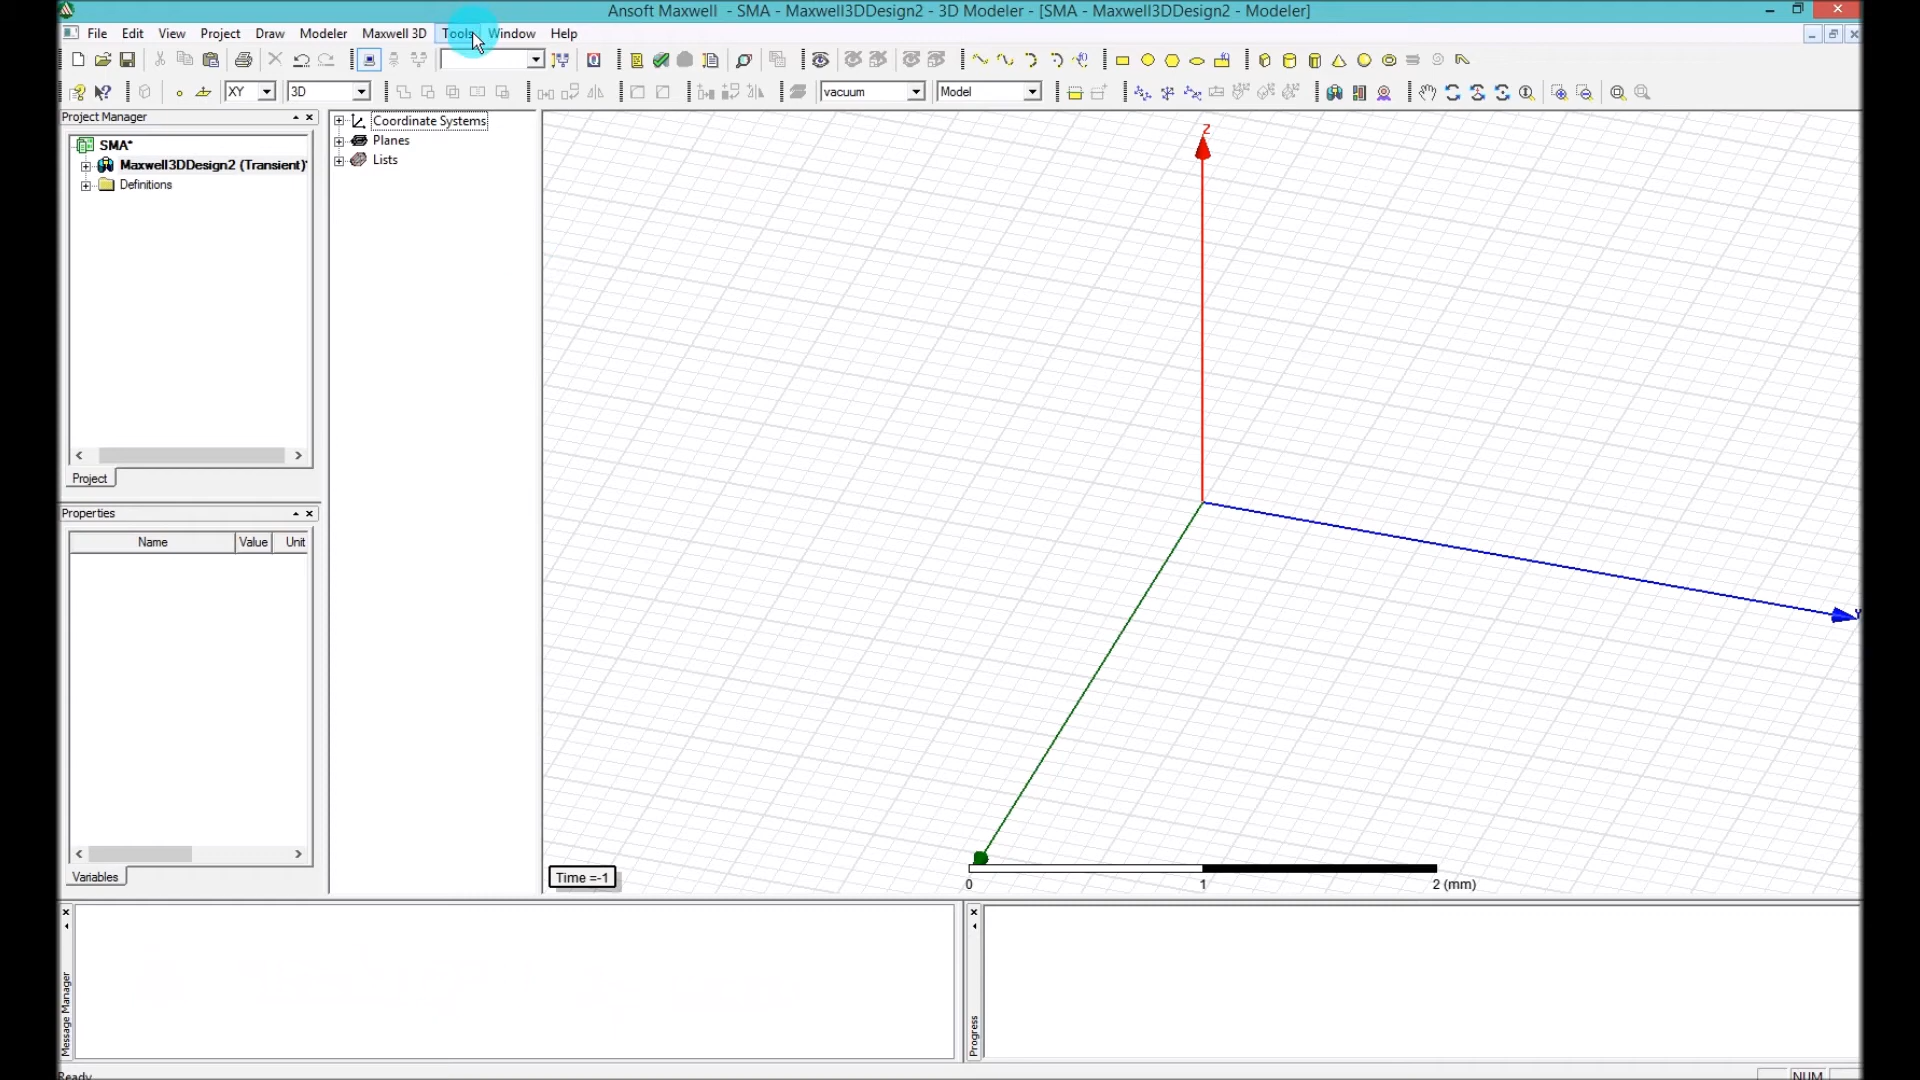 Ansoft Maxwell - SMA - Maxwell3DDesign2 - 3D Modeler - [SMA - Maxwell3DDesign2 - Modeler]
File Edit View Project Draw Modeler Maxwell 3D Tools Window Help
XY 3D vacuum Model
Project Manager
SMA*
Maxwell3DDesign2 (Transient)*
Definitions
Project
Properties
Name Value Unit
Variables
Coordinate Systems
Planes
Lists
Z
Y
Time =-1
0 1 2 (mm)
Message Manager
Progress
Ready
NUM